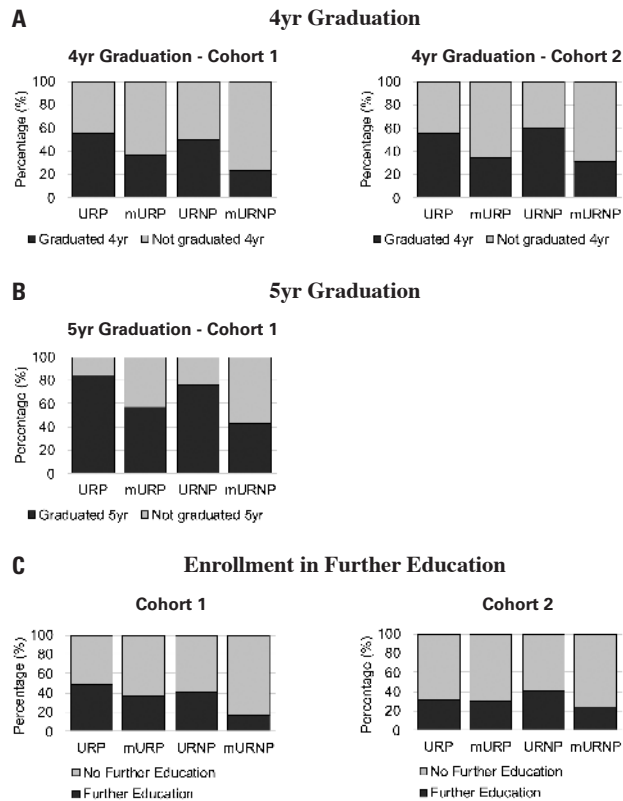 A
4yr Graduation
4yr Graduation - Cohort 1
Percentage (%)
100
80
60
40
20
0
URP mURP URNP mURNP
Graduated 4yr Not graduated 4yr
4yr Graduation - Cohort 2
Percentage (%)
100
80
60
40
20
0
URP mURP URNP mURNP
Graduated 4yr Not graduated 4yr
B
5yr Graduation
5yr Graduation - Cohort 1
Percentage (%)
100
80
60
40
20
0
URP mURP URNP mURNP
Graduated 5yr Not graduated 5yr
C
Enrollment in Further Education
Cohort 1
Percentage (%)
100
80
60
40
20
0
URP mURP URNP mURNP
No Further Education
Further Education
Cohort 2
Percentage (%)
100
80
60
40
20
0
URP mURP URNP mURNP
No Further Education
Further Education